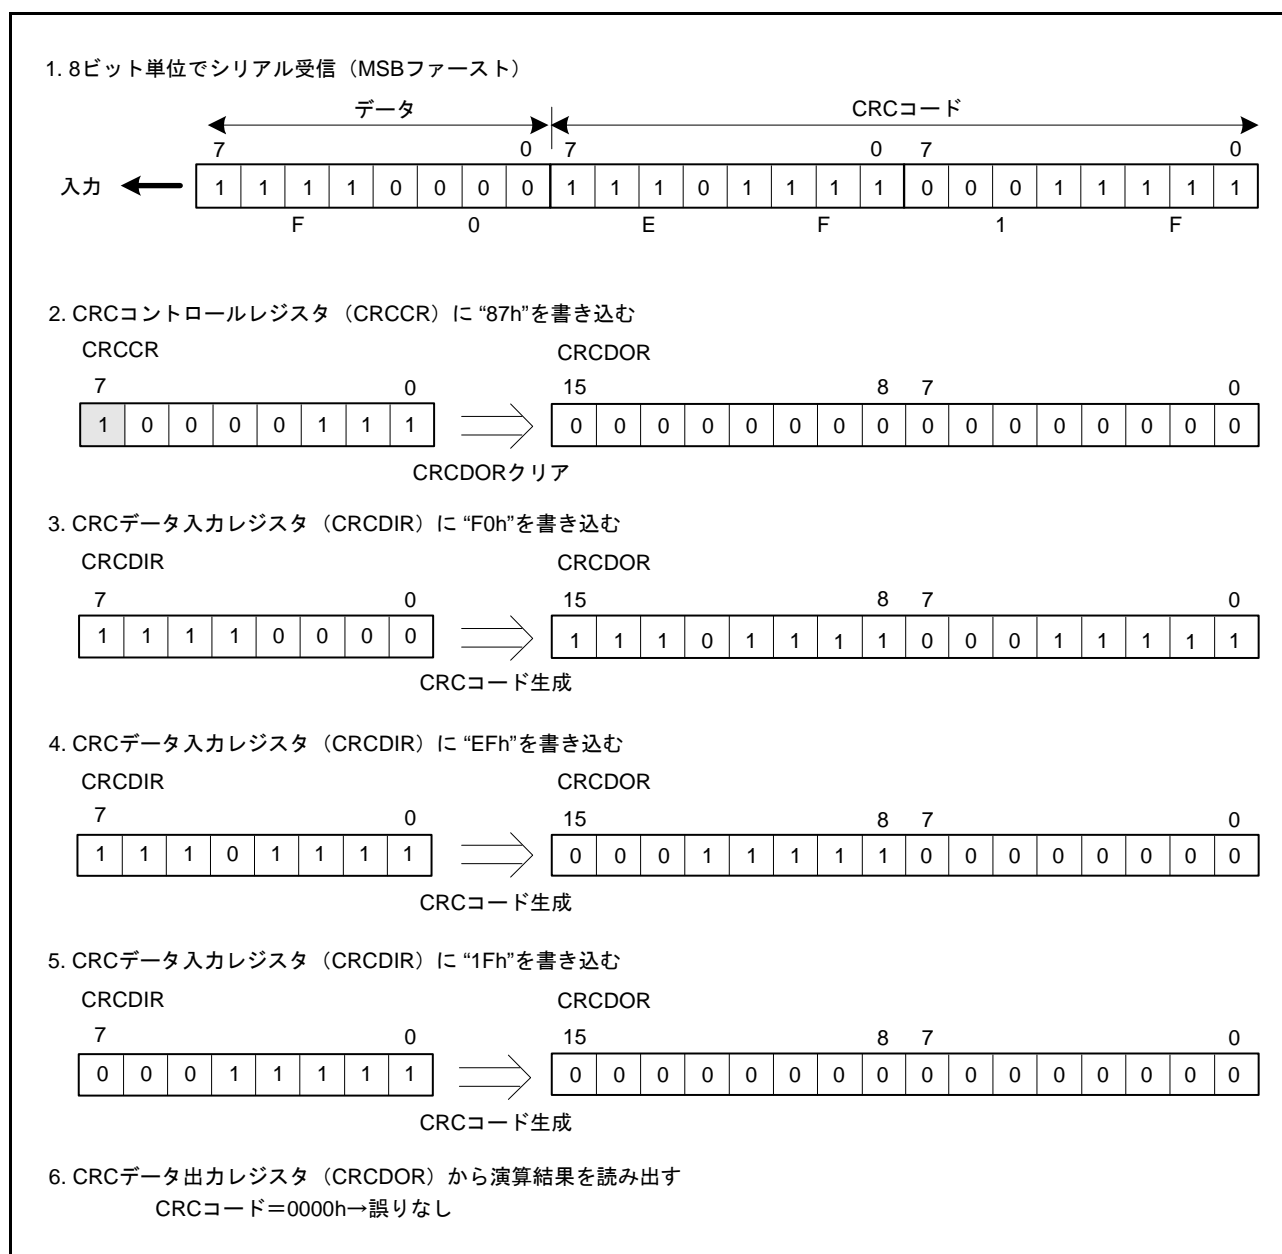 1. 8ビット単位でシリアル受信（MSBファースト）
データ CRCコード
7 0 7 0 7 0
入力 1 1 1 1 0 0 0 0 1 1 1 0 1 1 1 1 0 0 0 1 1 1 1 1
F 0 E F 1 F
2. CRCコントロールレジスタ（CRCCR）に “87h”を書き込む
CRCCR CRCDOR
7 0 15 8 7 0
1 0 0 0 0 1 1 1 0 0 0 0 0 0 0 0 0 0 0 0 0 0 0 0
CRCDORクリア
3. CRCデータ入力レジスタ（CRCDIR）に “F0h”を書き込む
CRCDIR CRCDOR
7 0 15 8 7 0
1 1 1 1 0 0 0 0 1 1 1 0 1 1 1 1 0 0 0 1 1 1 1 1
CRCコード生成
4. CRCデータ入力レジスタ（CRCDIR）に “EFh”を書き込む
CRCDIR CRCDOR
7 0 15 8 7 0
1 1 1 0 1 1 1 1 0 0 0 1 1 1 1 1 0 0 0 0 0 0 0 0
CRCコード生成
5. CRCデータ入力レジスタ（CRCDIR）に “1Fh”を書き込む
CRCDIR CRCDOR
7 0 15 8 7 0
0 0 0 1 1 1 1 1 0 0 0 0 0 0 0 0 0 0 0 0 0 0 0 0
CRCコード生成
6. CRCデータ出力レジスタ（CRCDOR）から演算結果を読み出す
CRCコード＝0000h→誤りなし